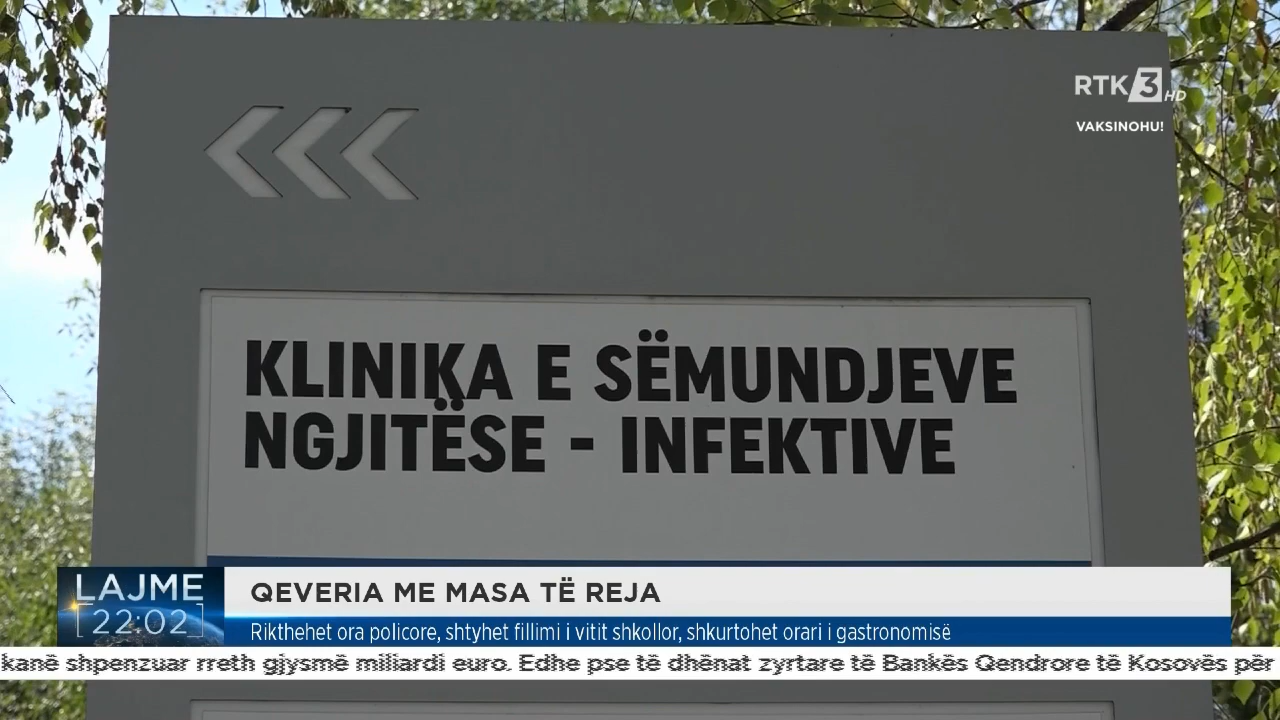 RTK 3 HD
VAKSINOHU!
KLINIKA E SËMUNDJEVE
NGJITËSE - INFEKTIVE
LAJME
22:02
QEVERIA ME MASA TË REJA
Rikthehet ora policore, shtyhet fillimi i vitit shkollor, shkurtohet orari i gastronomisë
kanë shpenzuar rreth gjysmë miliardi euro. Edhe pse të dhënat zyrtare të Bankës Qendrore të Kosovës për